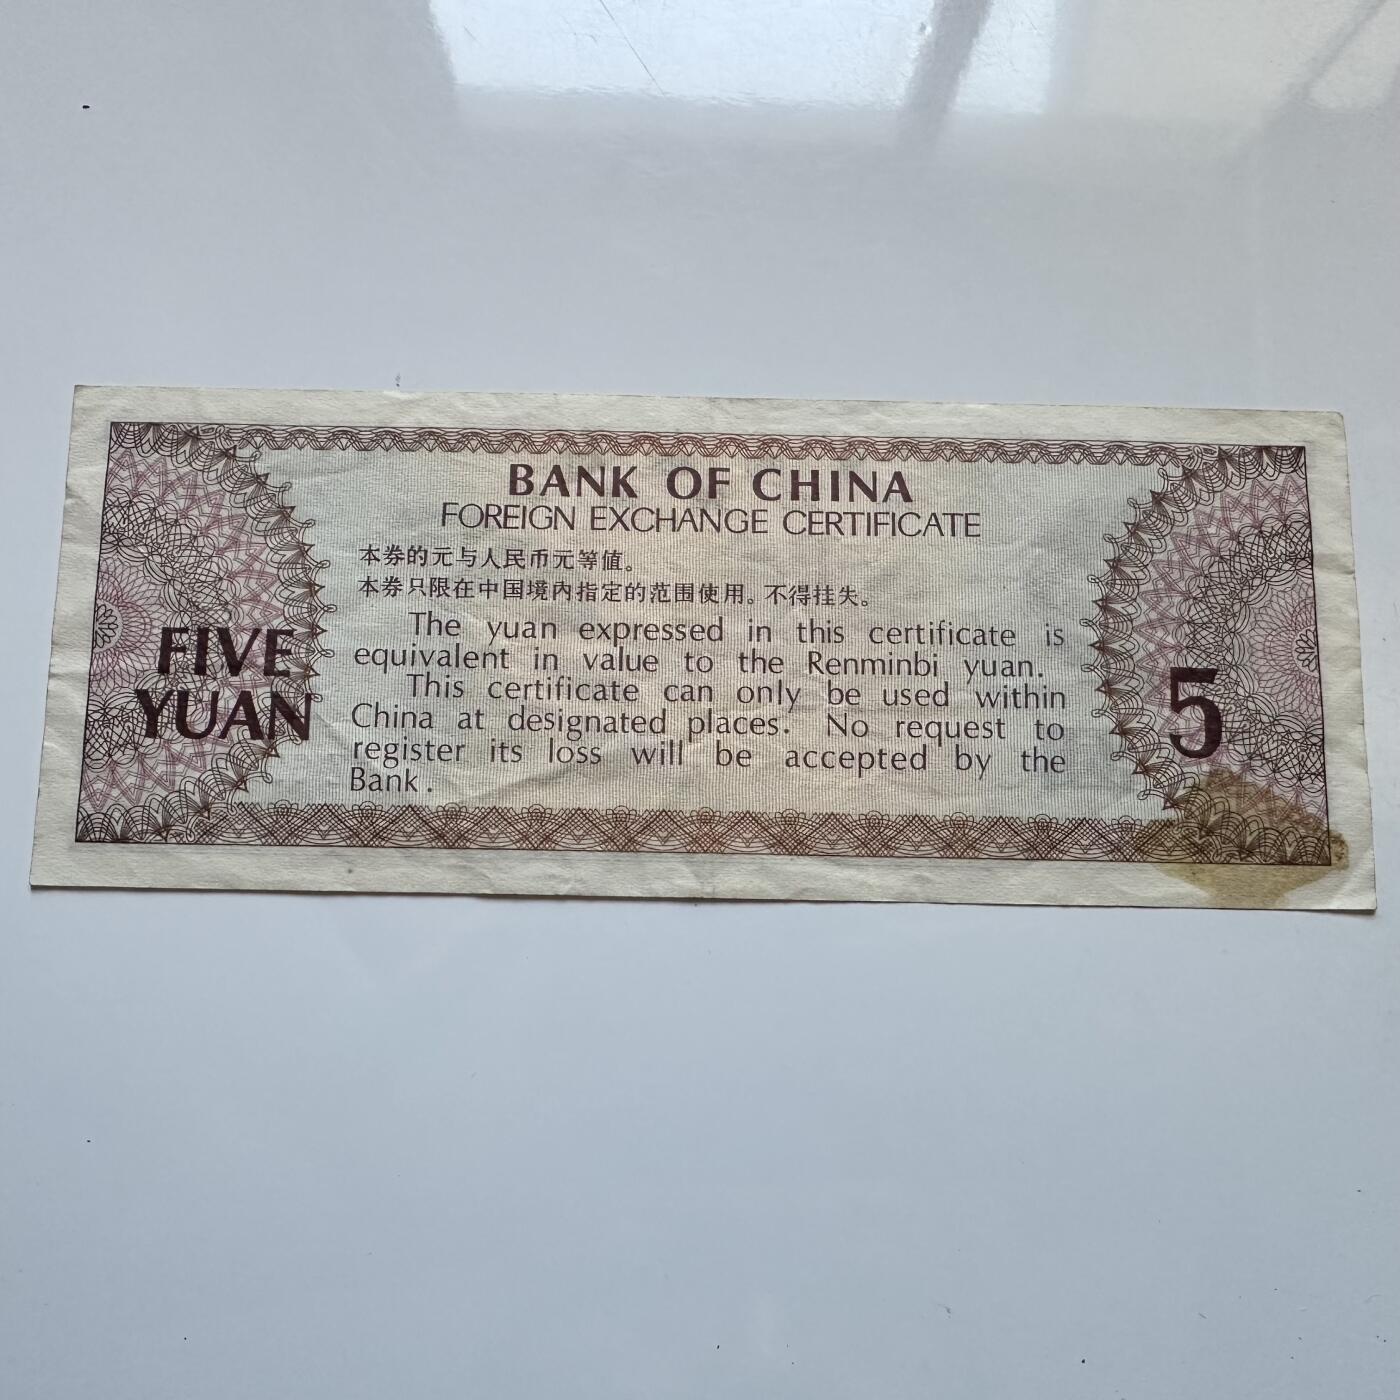 BANK OF CHINA
FOREIGN EXCHANGE CERTIFICATE
本券的元与人民币元等值。
本券只限在中国境内指定的范围使用。不得挂失。
The yuan expressed in this certificate is
equivalent in value to the Renminbi yuan.
This certificate can only be used within
China at designated places. No request to
register its loss will be accepted by the
Bank.
FIVE
YUAN
5